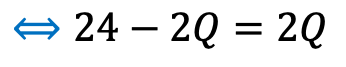 ⟺ 24 − 2Q = 2Q